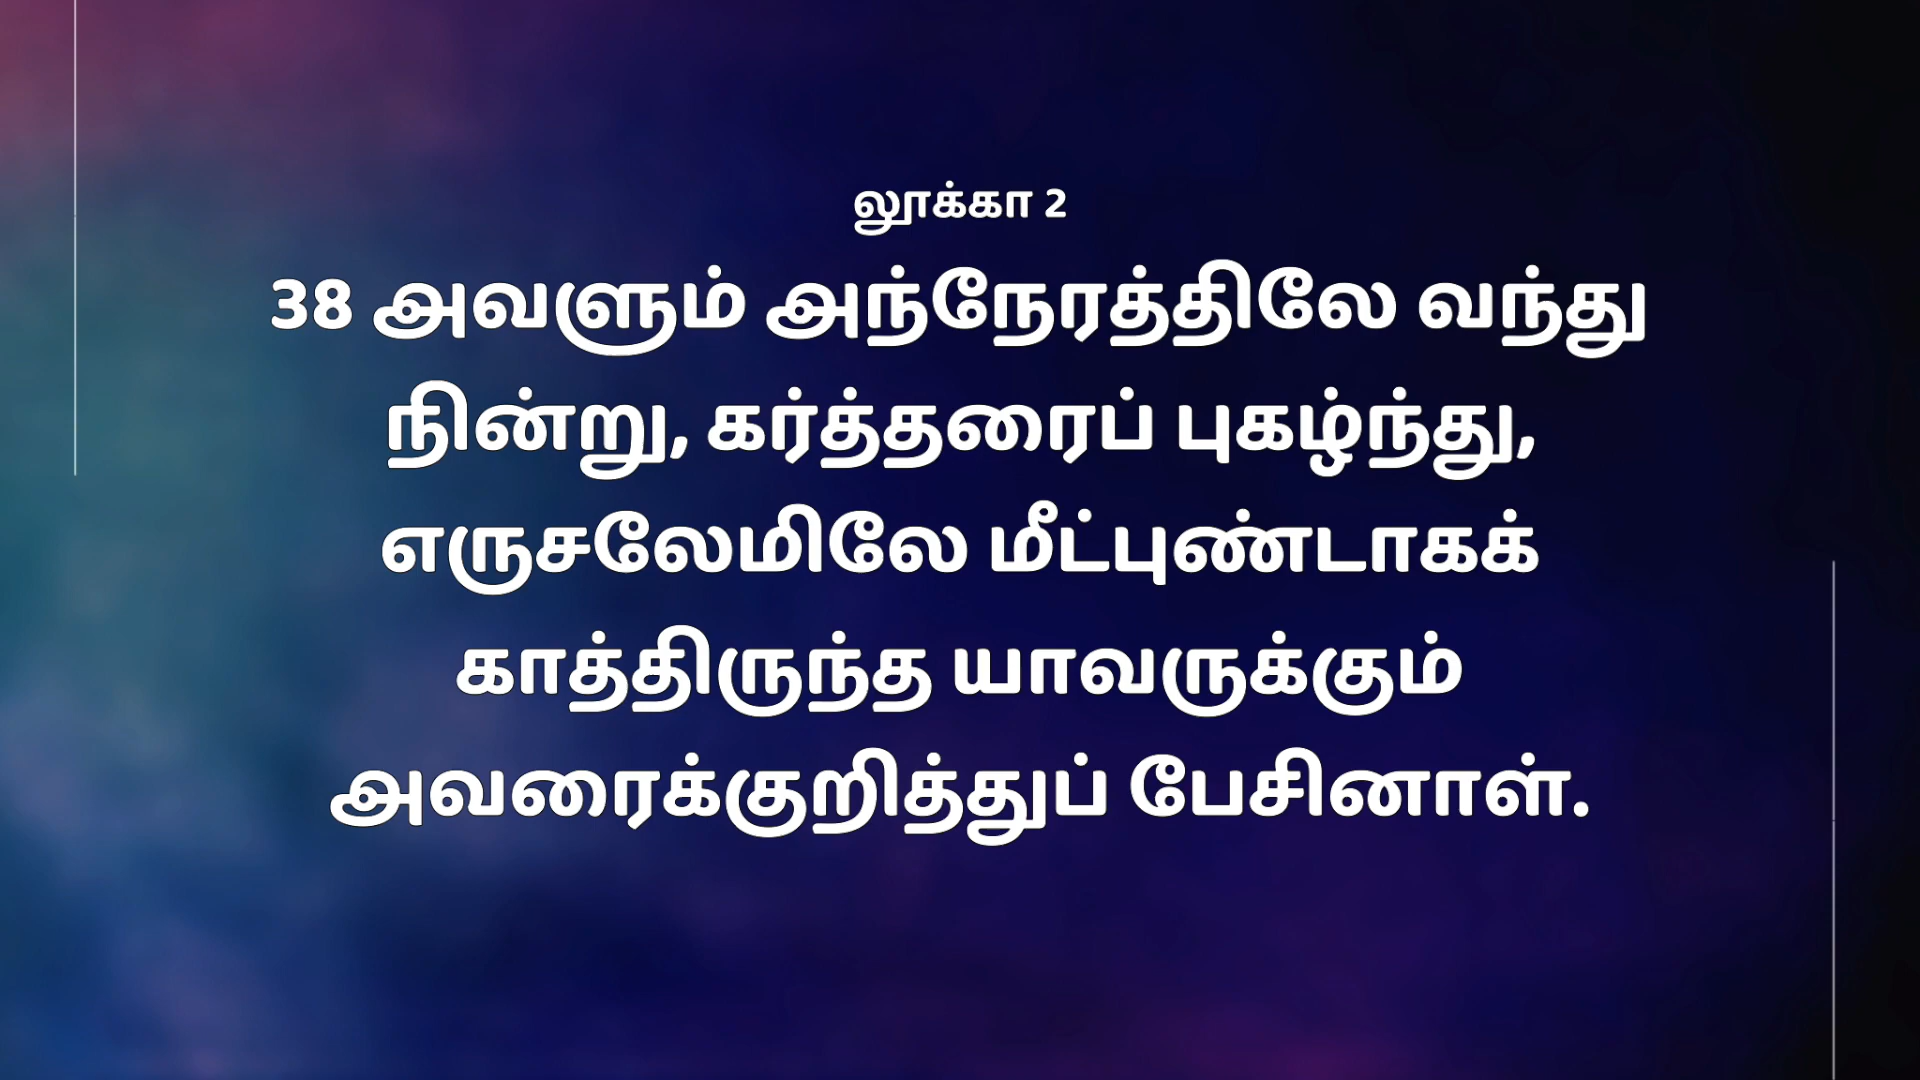 லூக்கா 2
38 அவளும் அந்நேரத்திலே வந்து
நின்று, கர்த்தரைப் புகழ்ந்து,
எருசலேமிலே மீட்புண்டாகக்
காத்திருந்த யாவருக்கும்
அவரைக்குறித்துப் பேசினாள்.